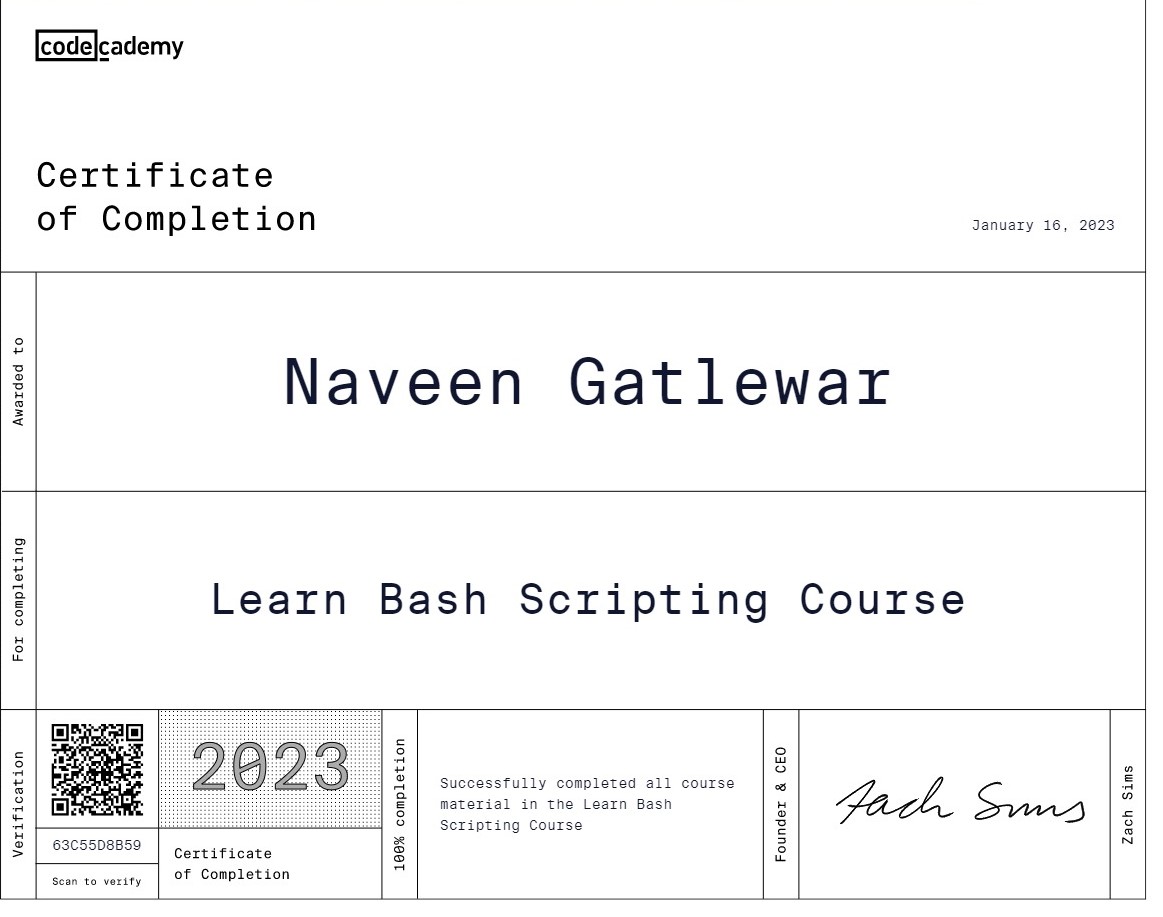 codecademy
Certificate
of Completion
January 16, 2023
Awarded to
Naveen Gatlewar
For completing
Learn Bash Scripting Course
Verification
63C55D8B59
Scan to verify
2023
Certificate
of Completion
100% completion
Successfully completed all course
material in the Learn Bash
Scripting Course
Founder & CEO
Zach Sims
Zach Sims